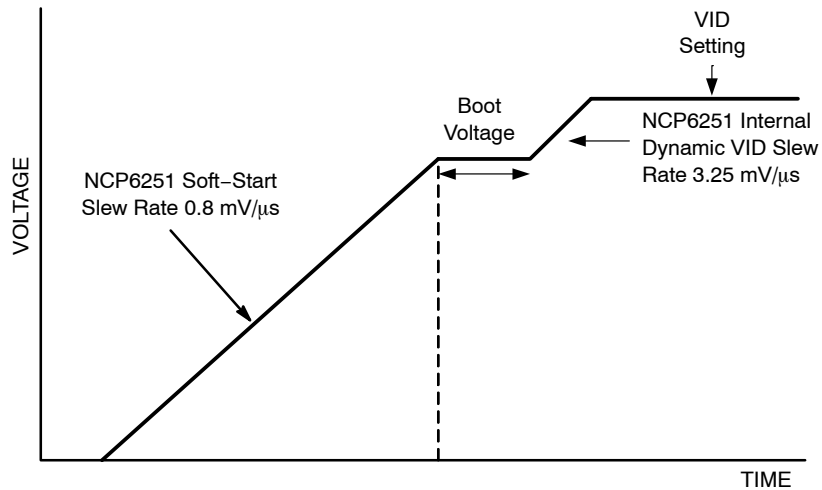 VID
Setting
Boot
Voltage
NCP6251 Internal
Dynamic VID Slew
Rate 3.25 mV/μs
NCP6251 Soft−Start
Slew Rate 0.8 mV/μs
VOLTAGE
TIME